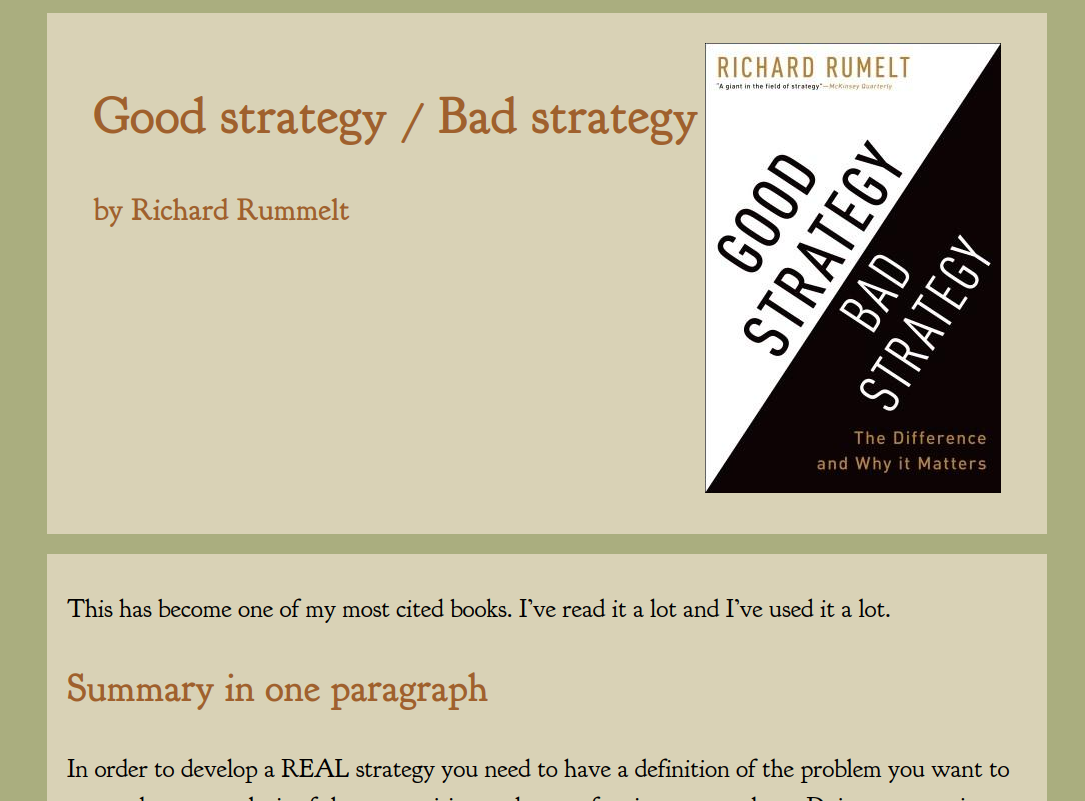 Good strategy / Bad strategy
by Richard Rummelt
RICHARD RUMELT
"A giant in the field of strategy"—McKinsey Quarterly
GOOD
STRATEGY
BAD
STRATEGY
The Difference
and Why it Matters
This has become one of my most cited books. I've read it a lot and I've used it a lot.
Summary in one paragraph
In order to develop a REAL strategy you need to have a definition of the problem you want to